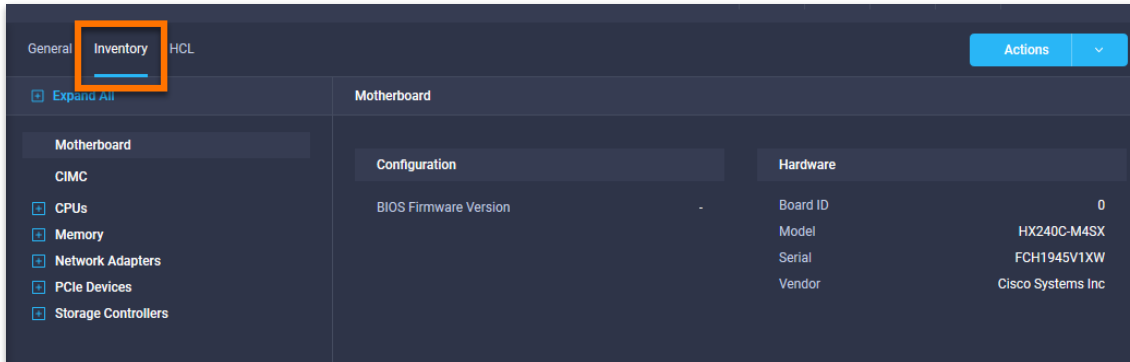 General Inventory HCL Actions
Expand All
Motherboard
Motherboard
CIMC
CPUs
Memory
Network Adapters
PCIe Devices
Storage Controllers
Configuration
BIOS Firmware Version -
Hardware
Board ID 0
Model HX240C-M4SX
Serial FCH1945V1XW
Vendor Cisco Systems Inc